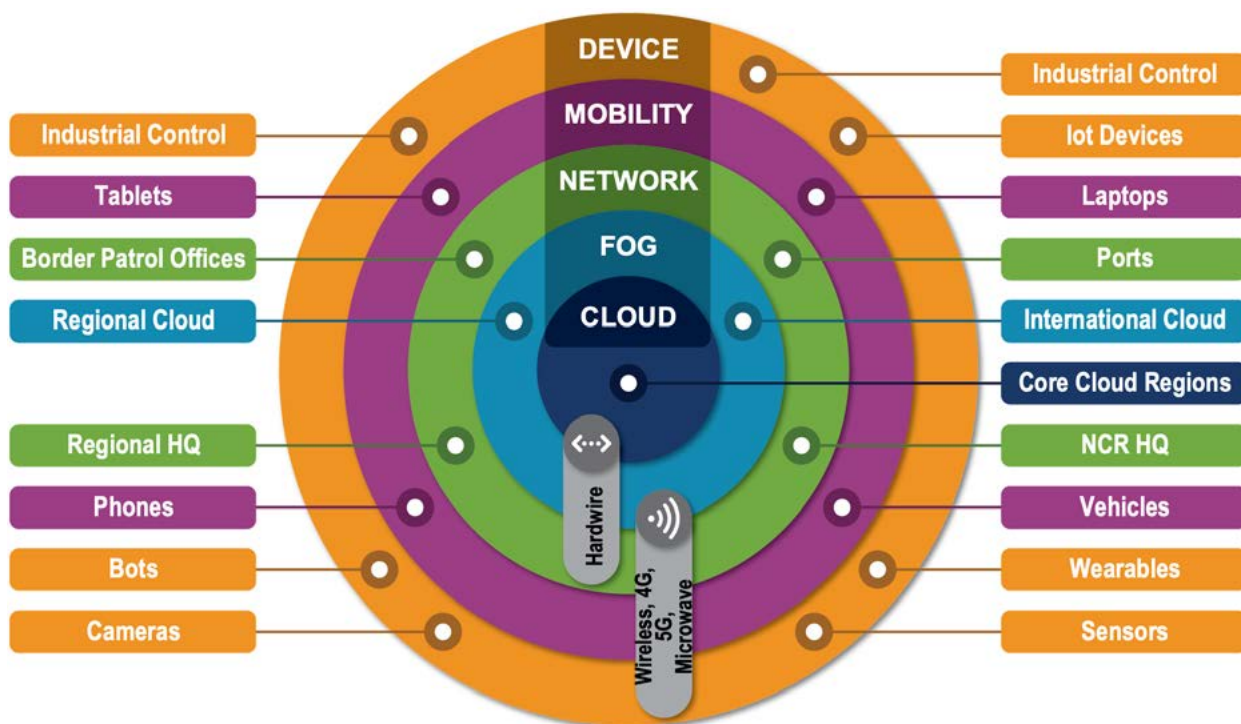 DEVICE
MOBILITY
NETWORK
FOG
CLOUD
Industrial Control
Tablets
Border Patrol Offices
Regional Cloud
Regional HQ
Phones
Bots
Cameras
Industrial Control
Iot Devices
Laptops
Ports
International Cloud
Core Cloud Regions
NCR HQ
Vehicles
Wearables
Sensors
Hardwire
Wireless, 4G,
5G,
Microwave